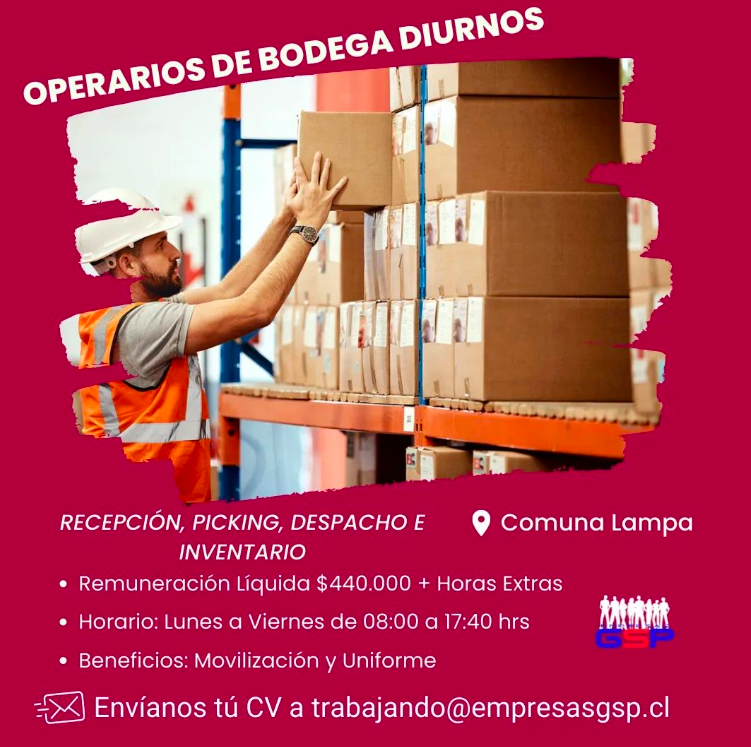 OPERARIOS DE BODEGA DIURNOS
RECEPCIÓN, PICKING, DESPACHO E
INVENTARIO
Comuna Lampa
• Remuneración Líquida $440.000 + Horas Extras
• Horario: Lunes a Viernes de 08:00 a 17:40 hrs
• Beneficios: Movilización y Uniforme
GSP
Envíanos tú CV a trabajando@empresasgsp.cl